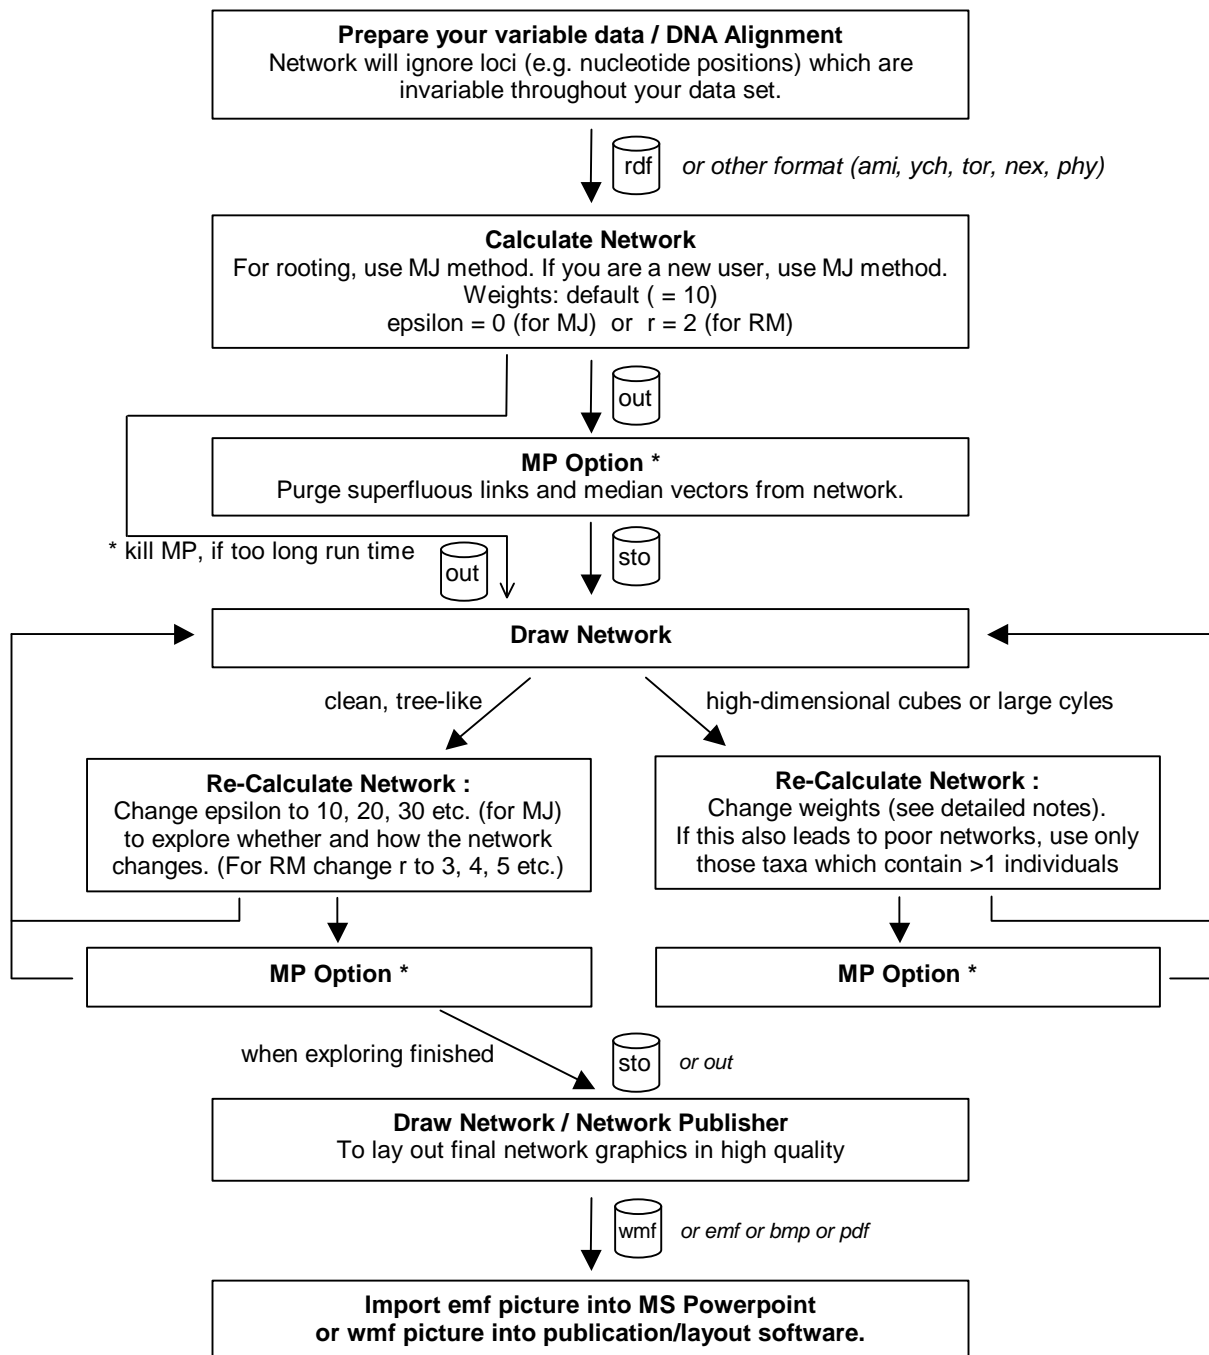 Prepare your variable data / DNA Alignment
Network will ignore loci (e.g. nucleotide positions) which are
invariable throughout your data set.
rdf
or other format (ami, ych, tor, nex, phy)
Calculate Network
For rooting, use MJ method. If you are a new user, use MJ method.
Weights: default ( = 10)
epsilon = 0 (for MJ)  or  r = 2 (for RM)
out
MP Option *
Purge superfluous links and median vectors from network.
* kill MP, if too long run time
out
sto
Draw Network
clean, tree-like
high-dimensional cubes or large cyles
Re-Calculate Network :
Change epsilon to 10, 20, 30 etc. (for MJ)
to explore whether and how the network
changes. (For RM change r to 3, 4, 5 etc.)
Re-Calculate Network :
Change weights (see detailed notes).
If this also leads to poor networks, use only
those taxa which contain >1 individuals
MP Option *
MP Option *
when exploring finished
sto
or out
Draw Network / Network Publisher
To lay out final network graphics in high quality
wmf
or emf or bmp or pdf
Import emf picture into MS Powerpoint
or wmf picture into publication/layout software.